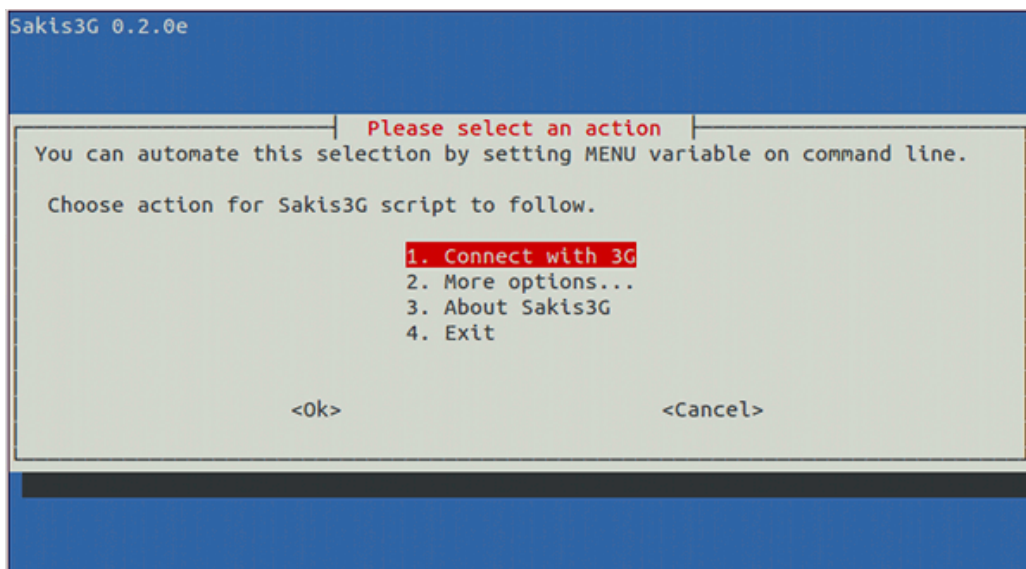 Sakis3G 0.2.0e
Please select an action
You can automate this selection by setting MENU variable on command line.
Choose action for Sakis3G script to follow.
1. Connect with 3G
2. More options...
3. About Sakis3G
4. Exit
<Ok> <Cancel>